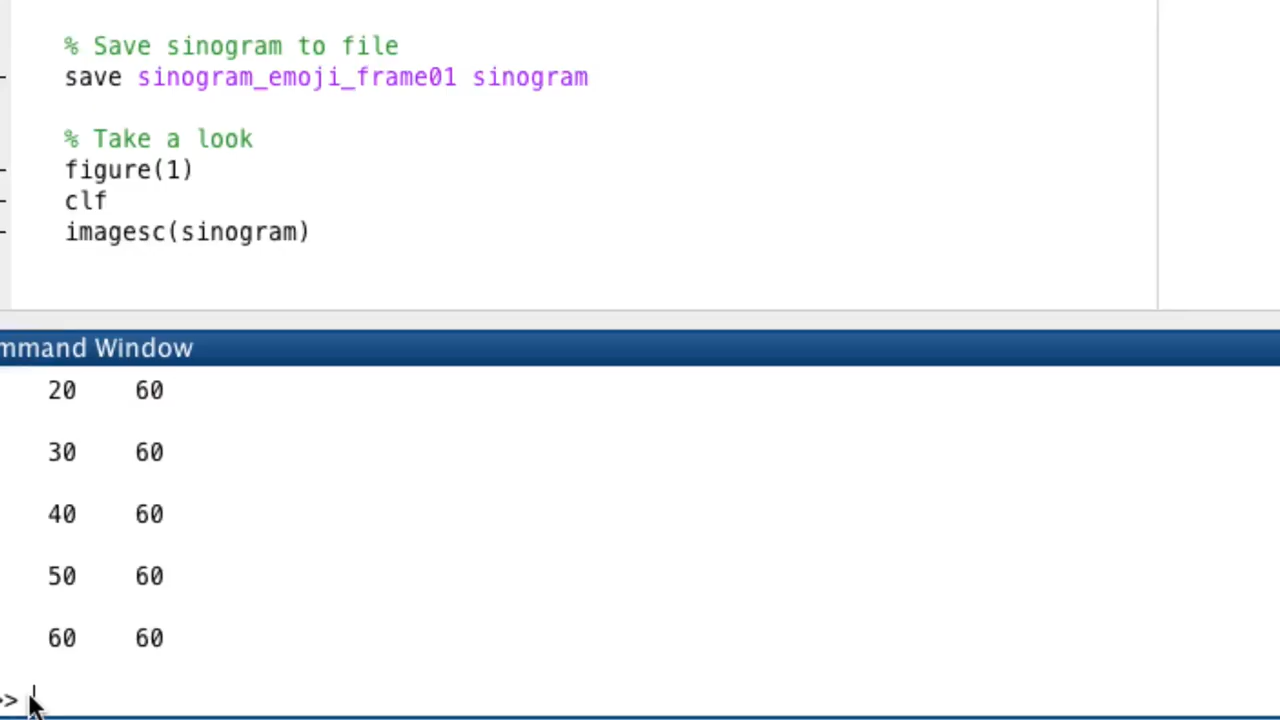 % Save sinogram to file
save sinogram_emoji_frame01 sinogram
% Take a look
figure(1)
clf
imagesc(sinogram)
mmand Window
20 60
30 60
40 60
50 60
60 60
>>